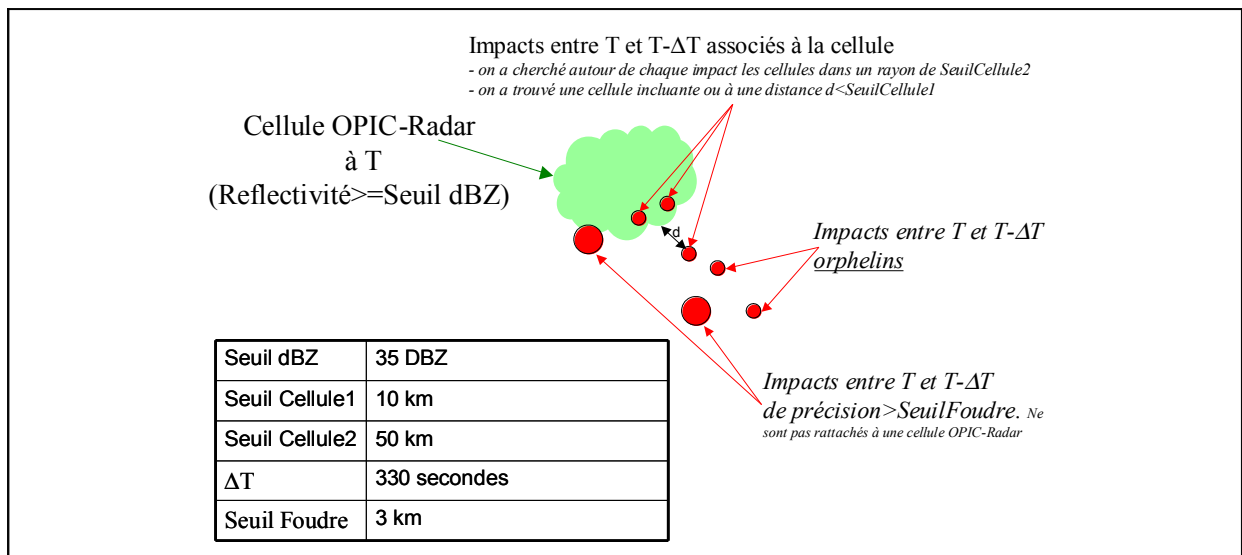 Impacts entre T et T-ΔT associés à la cellule
- on a cherché autour de chaque impact les cellules dans un rayon de SeuilCellule2
- on a trouvé une cellule incluante ou à une distance d<SeuilCellule1
Cellule OPIC-Radar
à T
(Reflectivité>=Seuil dBZ)
d
Impacts entre T et T-ΔT
orphelins
Impacts entre T et T-ΔT
de précision>SeuilFoudre. Ne
sont pas rattachés à une cellule OPIC-Radar
Seuil dBZ 35 DBZ
Seuil Cellule1 10 km
Seuil Cellule2 50 km
ΔT 330 secondes
Seuil Foudre 3 km